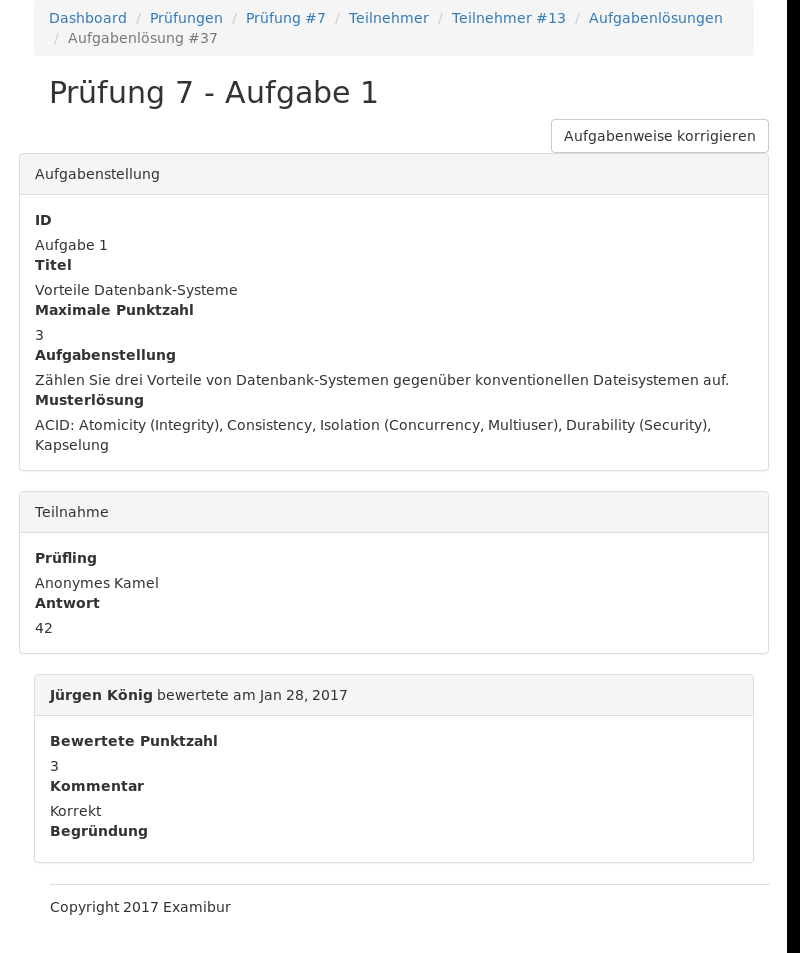 Dashboard / Prüfungen / Prüfung #7 / Teilnehmer / Teilnehmer #13 / Aufgabenlösungen
/ Aufgabenlösung #37
Prüfung 7 - Aufgabe 1
Aufgabenweise korrigieren
Aufgabenstellung
ID
Aufgabe 1
Titel
Vorteile Datenbank-Systeme
Maximale Punktzahl
3
Aufgabenstellung
Zählen Sie drei Vorteile von Datenbank-Systemen gegenüber konventionellen Dateisystemen auf.
Musterlösung
ACID: Atomicity (Integrity), Consistency, Isolation (Concurrency, Multiuser), Durability (Security),
Kapselung
Teilnahme
Prüfling
Anonymes Kamel
Antwort
42
Jürgen König bewertete am Jan 28, 2017
Bewertete Punktzahl
3
Kommentar
Korrekt
Begründung
Copyright 2017 Examibur